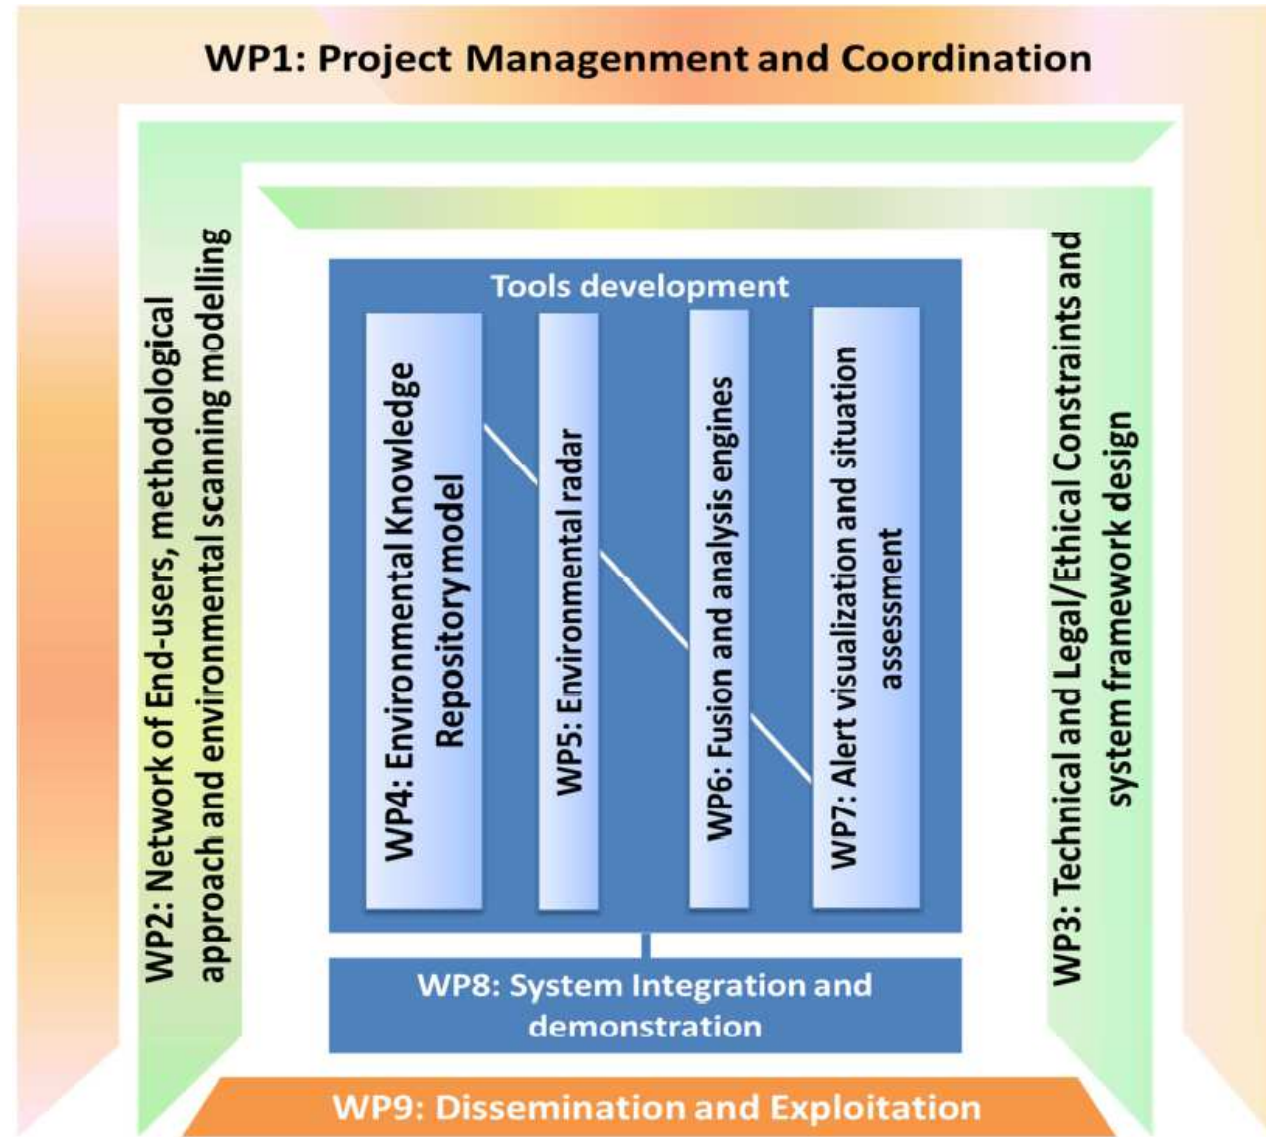 WP1: Project Managenment and Coordination
WP2: Network of End-users, methodological
approach and environmental scanning modelling
Tools development
WP4: Environmental Knowledge
Repository model
WP5: Environmental radar
WP6: Fusion and analysis engines
WP7: Alert visualization and situation
assessment
WP3: Technical and Legal/Ethical Constraints and
system framework design
WP8: System Integration and
demonstration
WP9: Dissemination and Exploitation